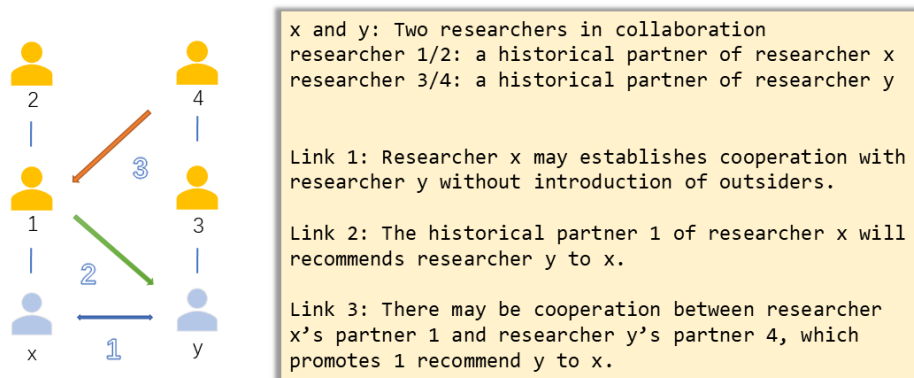 2
4
3
1
3
2
x
1
y
x and y: Two researchers in collaboration
researcher 1/2: a historical partner of researcher x
researcher 3/4: a historical partner of researcher y
Link 1: Researcher x may establishes cooperation with
researcher y without introduction of outsiders.
Link 2: The historical partner 1 of researcher x will
recommends researcher y to x.
Link 3: There may be cooperation between researcher
x’s partner 1 and researcher y’s partner 4, which
promotes 1 recommend y to x.